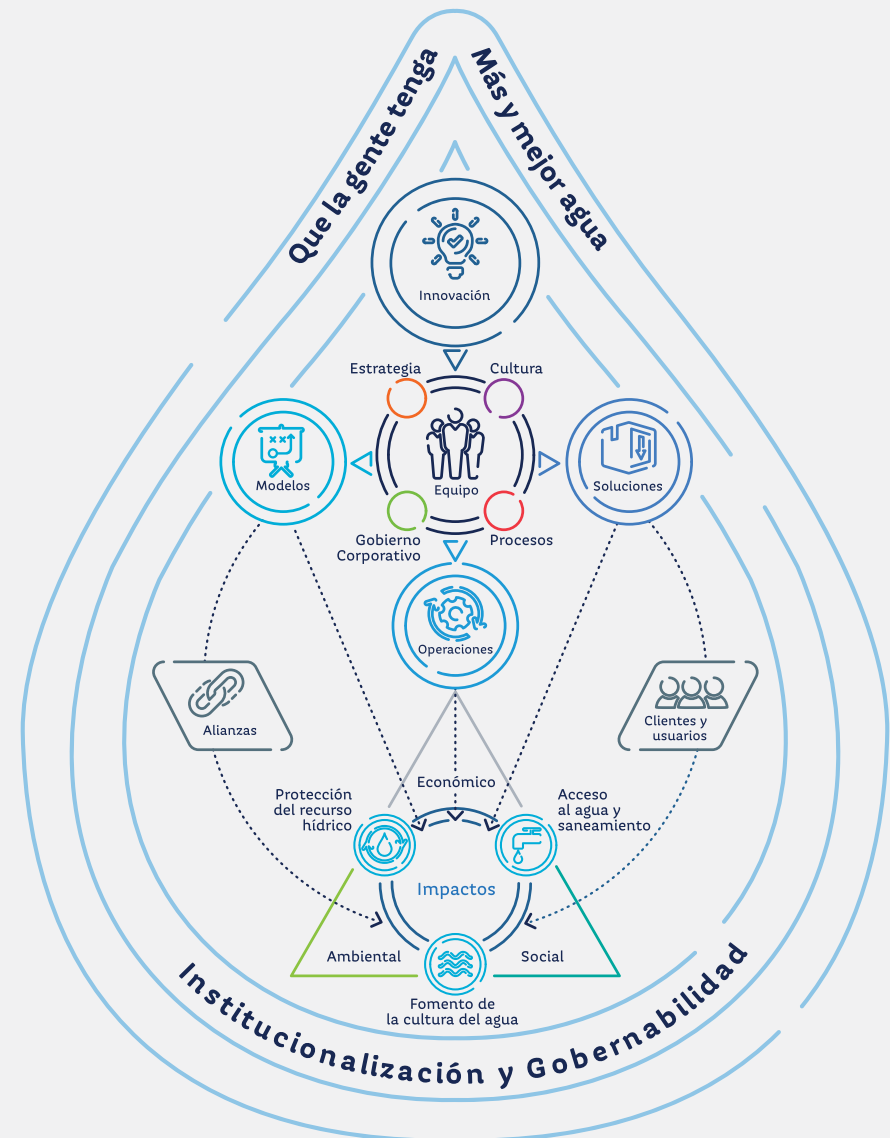 Que la gente tenga
Más y mejor agua
Innovación
Estrategia
Cultura
Modelos
Equipo
Soluciones
Gobierno
Corporativo
Procesos
Operaciones
Alianzas
Clientes y
usuarios
Económico
Protección
del recurso
hídrico
Acceso
al agua y
saneamiento
Impactos
Ambiental
Social
Fomento de
la cultura del agua
Institucionalización y Gobernabilidad